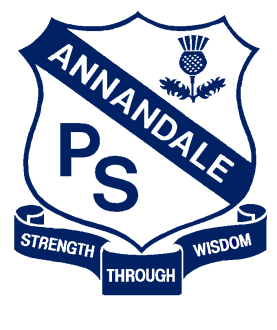 ANNANDALE
PS
STRENGTH
THROUGH
WISDOM